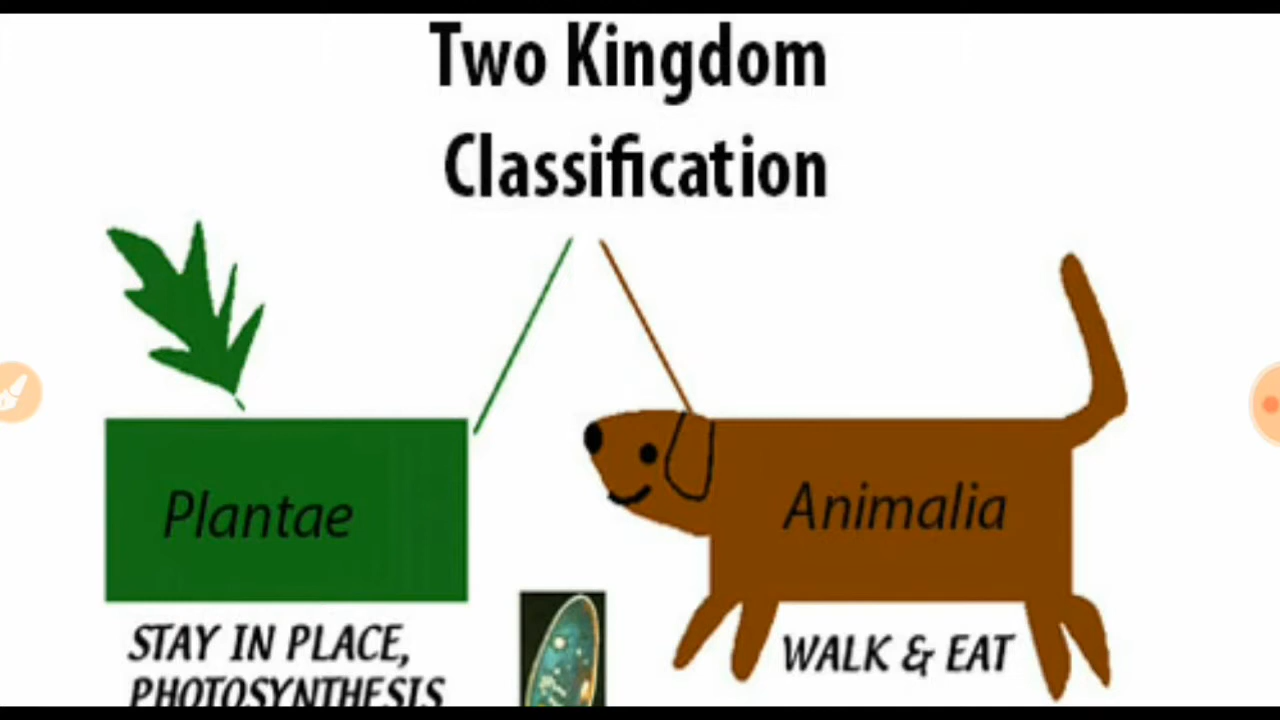 Two Kingdom
Classification
Plantae
Animalia
STAY IN PLACE,
PHOTOSYNTHESIS
WALK & EAT